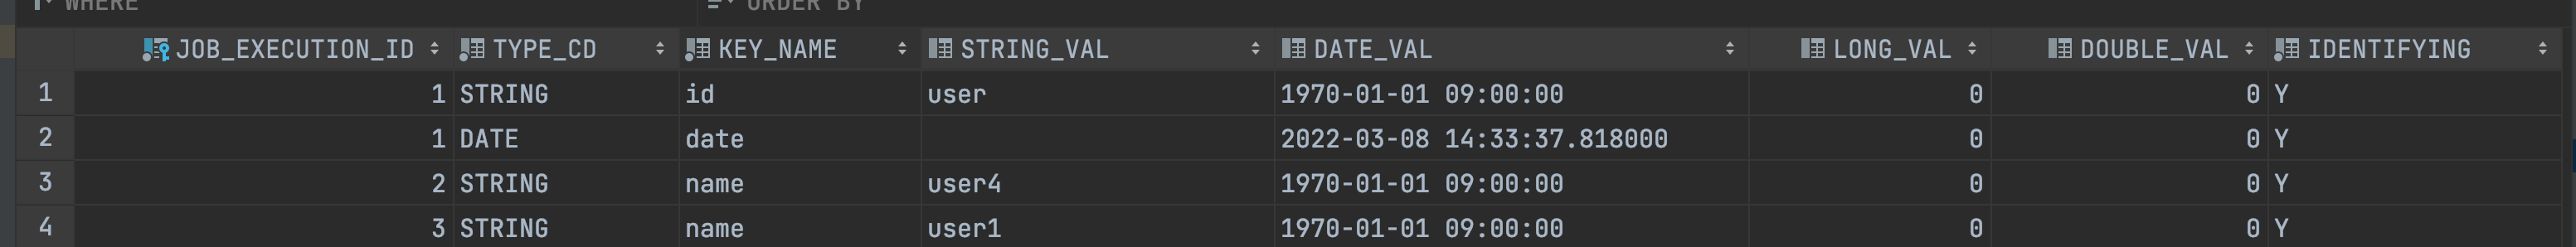 WHERE ORDER BY
JOB_EXECUTION_ID TYPE_CD KEY_NAME STRING_VAL DATE_VAL LONG_VAL DOUBLE_VAL IDENTIFYING
1 1 STRING id user 1970-01-01 09:00:00 0 0 Y
2 1 DATE date 2022-03-08 14:33:37.818000 0 0 Y
3 2 STRING name user4 1970-01-01 09:00:00 0 0 Y
4 3 STRING name user1 1970-01-01 09:00:00 0 0 Y